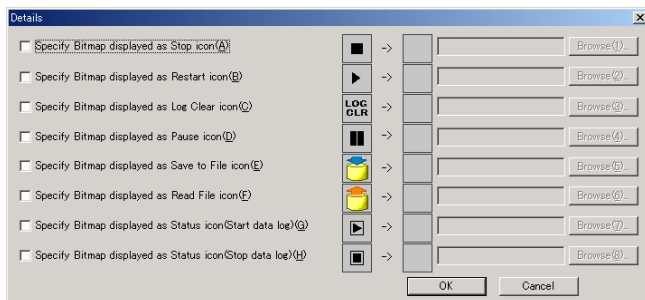 Details
Specify Bitmap displayed as Stop icon(A) -> Browse(1)...
Specify Bitmap displayed as Restart icon(B) -> Browse(2)...
Specify Bitmap displayed as Log Clear icon(C) LOG CLR -> Browse(3)...
Specify Bitmap displayed as Pause icon(D) -> Browse(4)...
Specify Bitmap displayed as Save to File icon(E) -> Browse(5)...
Specify Bitmap displayed as Read File icon(F) -> Browse(6)...
Specify Bitmap displayed as Status icon(Start data log)(G) -> Browse(7)...
Specify Bitmap displayed as Status icon(Stop data log)(H) -> Browse(8)...
OK Cancel